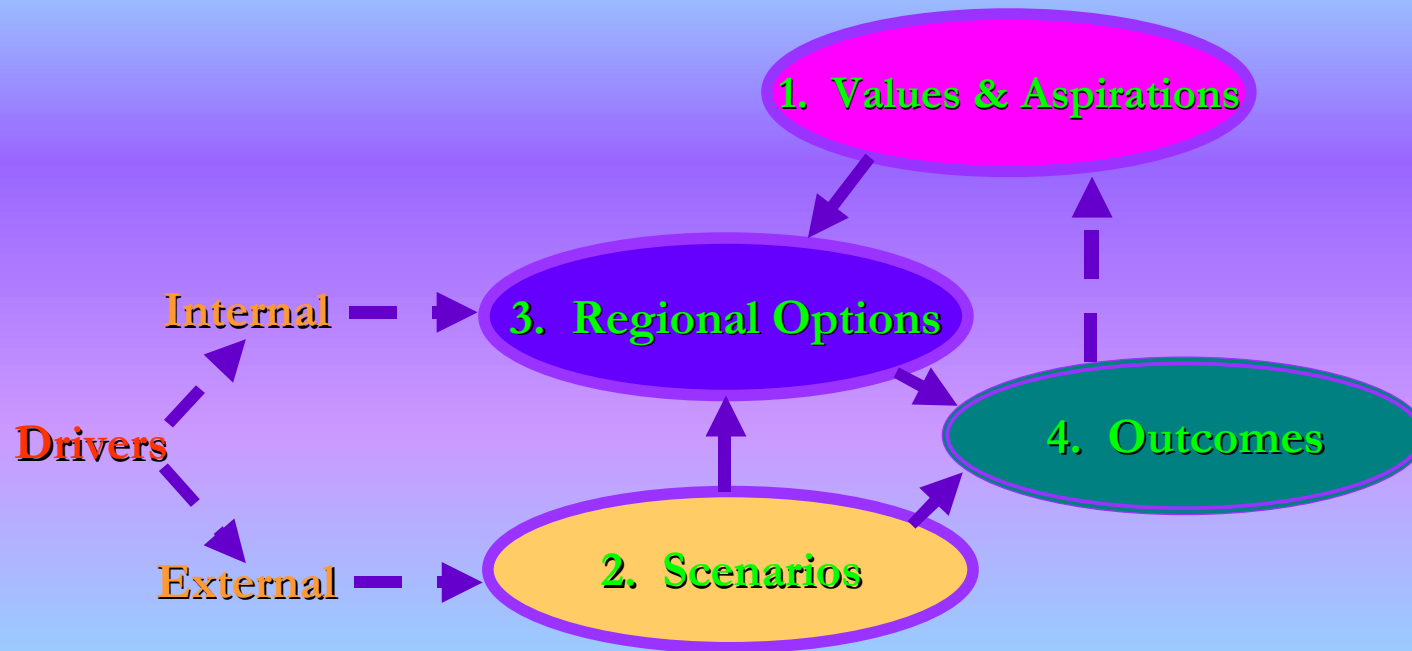 1. Values & Aspirations
Internal
3. Regional Options
Drivers
4. Outcomes
External
2. Scenarios